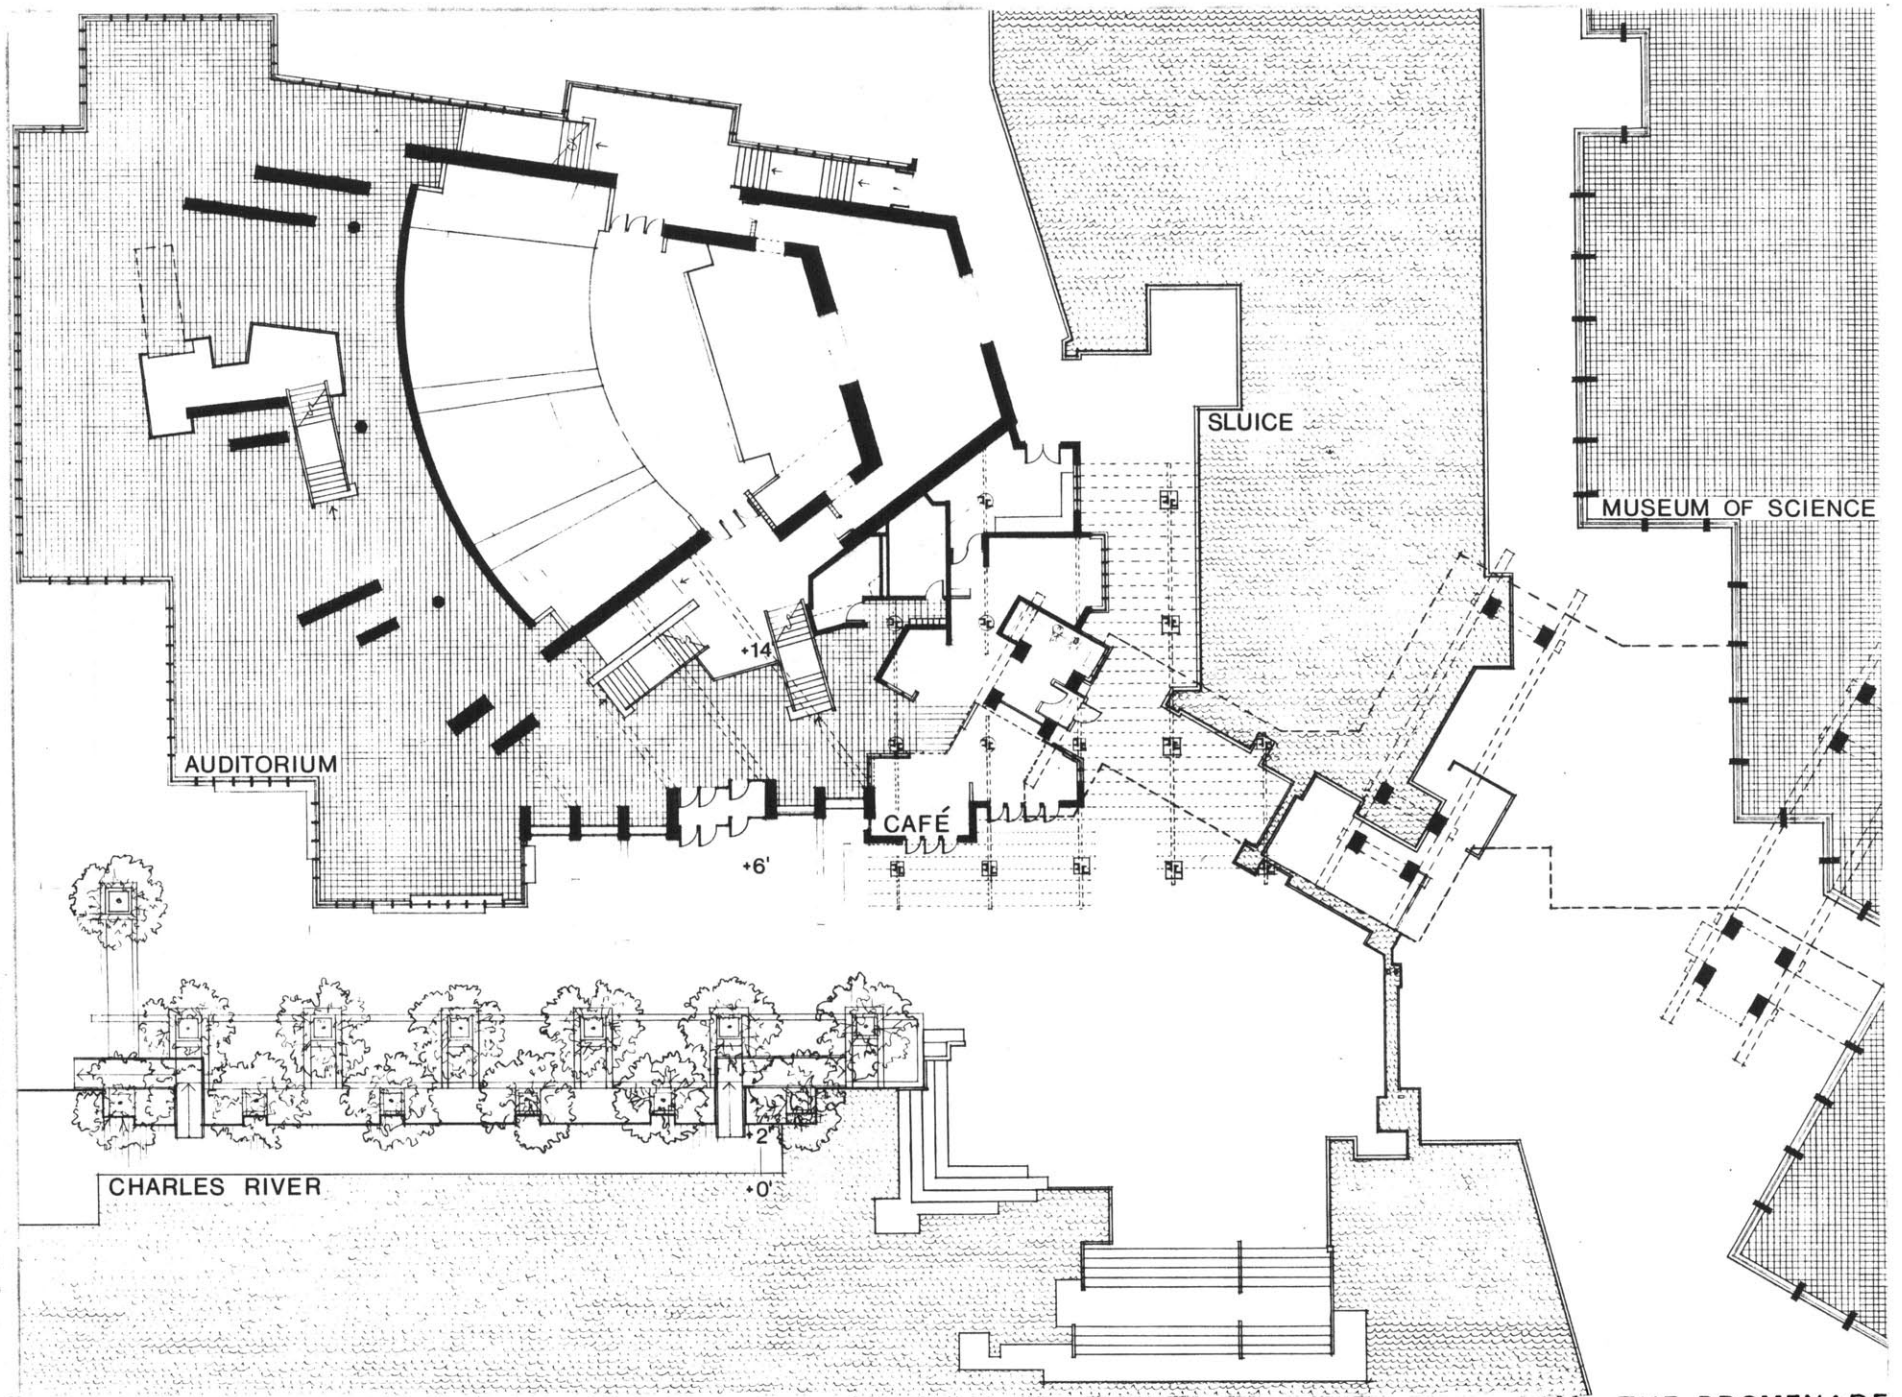 SLUICE
MUSEUM OF SCIENCE
+14'
AUDITORIUM
CAFÉ
+6'
+2'
CHARLES RIVER
+0'